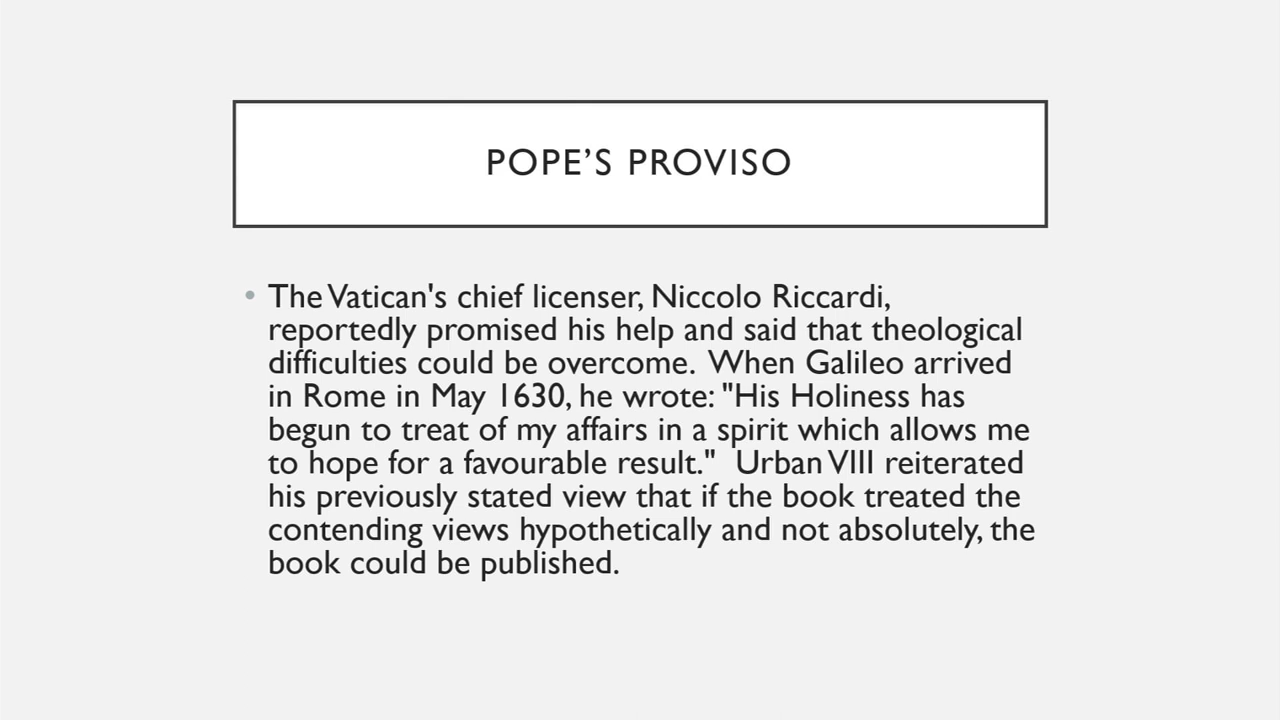 POPE’S PROVISO
• The Vatican's chief licenser, Niccolo Riccardi,
reportedly promised his help and said that theological
difficulties could be overcome.  When Galileo arrived
in Rome in May 1630, he wrote: "His Holiness has
begun to treat of my affairs in a spirit which allows me
to hope for a favourable result."  Urban VIII reiterated
his previously stated view that if the book treated the
contending views hypothetically and not absolutely, the
book could be published.